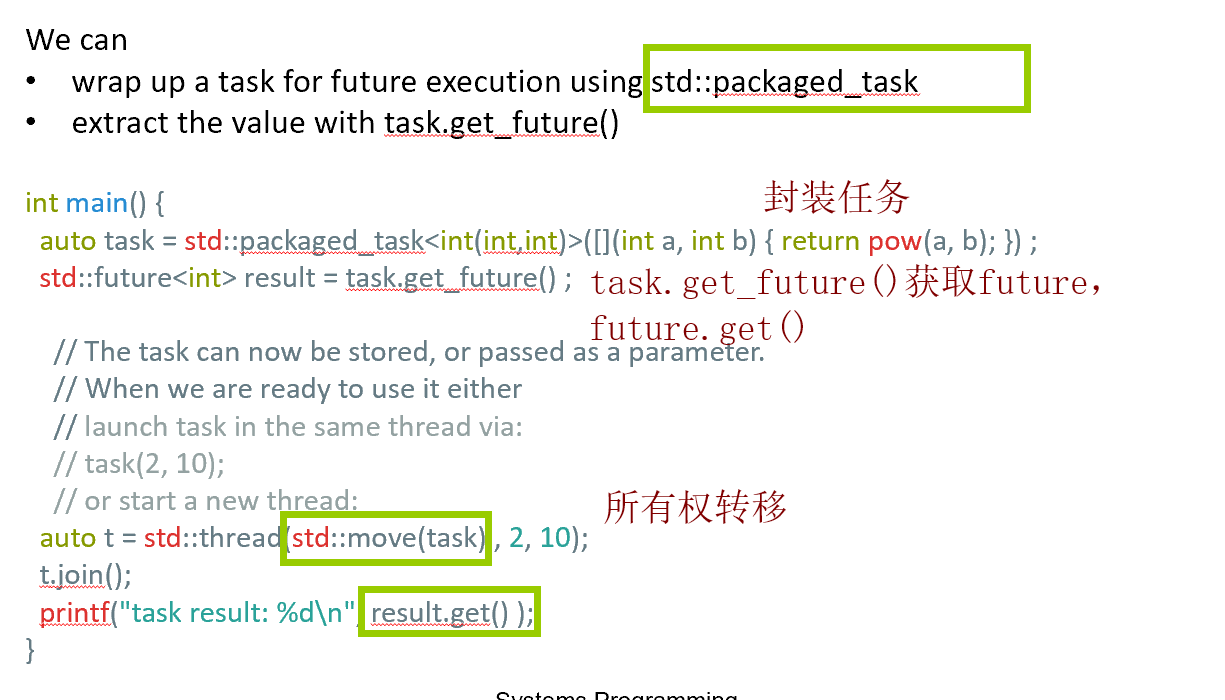 We can
• wrap up a task for future execution using std::packaged_task
• extract the value with task.get_future()
封装任务
int main() {
auto task = std::packaged_task<int(int,int)>([](int a, int b) { return pow(a, b); }) ;
std::future<int> result = task.get_future() ;
task.get_future()获取future,
future.get()
// The task can now be stored, or passed as a parameter.
// When we are ready to use it either
// launch task in the same thread via:
// task(2, 10);
// or start a new thread:
所有权转移
auto t = std::thread(std::move(task) , 2, 10);
t.join();
printf("task result: %d\n" result.get() );
}
Systems Programming